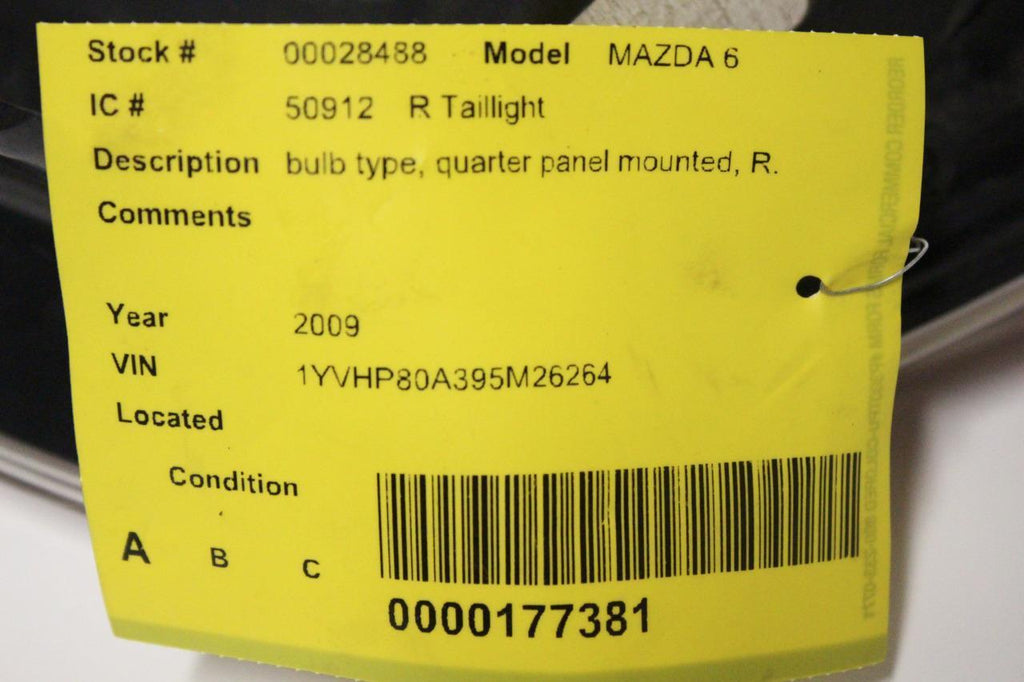 Stock # 00028488 Model MAZDA 6
IC # 50912 R Taillight
Description bulb type, quarter panel mounted, R.
Comments
Year 2009
VIN 1YVHP80A395M26264
Located
Condition
A B C
0000177381